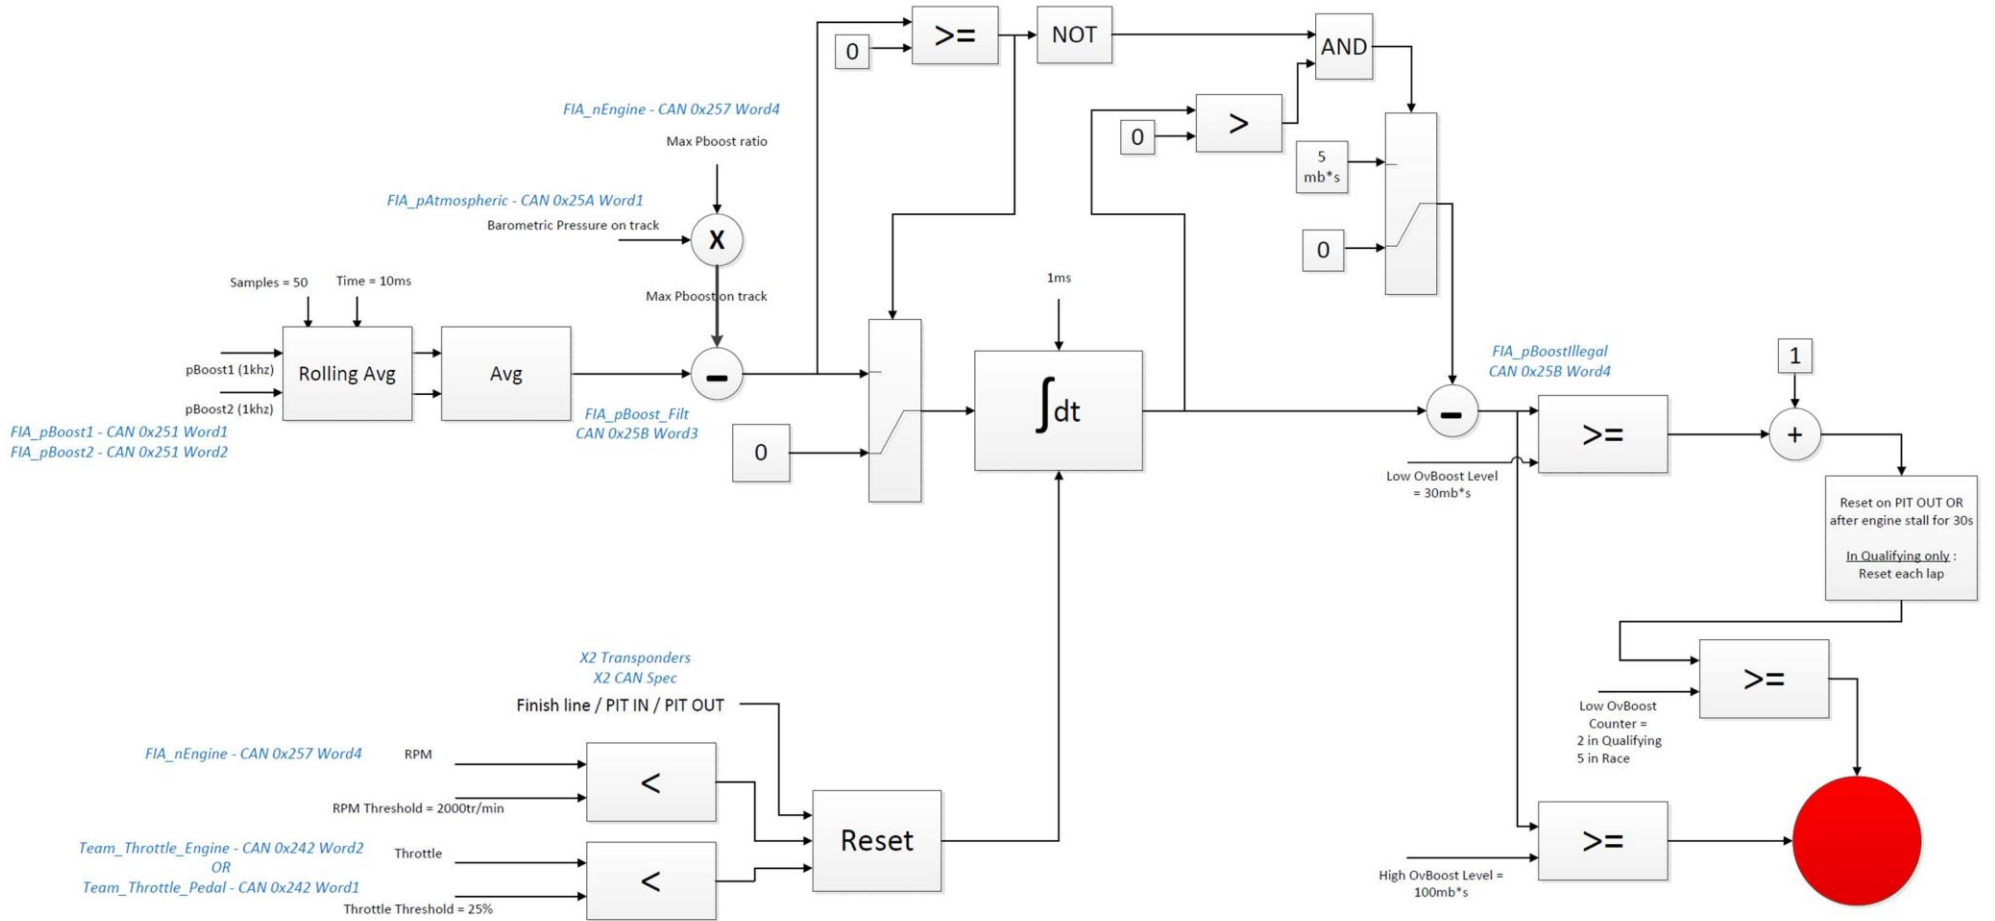 >=
NOT
AND
0
FIA_nEngine - CAN 0x257 Word4
Max Pboost ratio
>
0
5
mb*s
FIA_pAtmospheric - CAN 0x25A Word1
Barometric Pressure on track
X
0
Samples = 50
Time = 10ms
Max Pboost on track
1ms
pBoost1 (1khz)
pBoost2 (1khz)
Rolling Avg
Avg
-
FIA_pBoost1 - CAN 0x251 Word1
FIA_pBoost2 - CAN 0x251 Word2
FIA_pBoost_Filt
CAN 0x25B Word3
0
∫dt
-
FIA_pBoostIllegal
CAN 0x25B Word4
1
>=
+
Low OvBoost Level
= 30mb*s
Reset on PIT OUT OR
after engine stall for 30s
In Qualifying only :
Reset each lap
X2 Transponders
X2 CAN Spec
Finish line / PIT IN / PIT OUT
>=
Low OvBoost
Counter =
2 in Qualifying
5 in Race
FIA_nEngine - CAN 0x257 Word4
RPM
<
RPM Threshold = 2000tr/min
Team_Throttle_Engine - CAN 0x242 Word2
OR
Team_Throttle_Pedal - CAN 0x242 Word1
Throttle
<
Throttle Threshold = 25%
Reset
>=
High OvBoost Level =
100mb*s